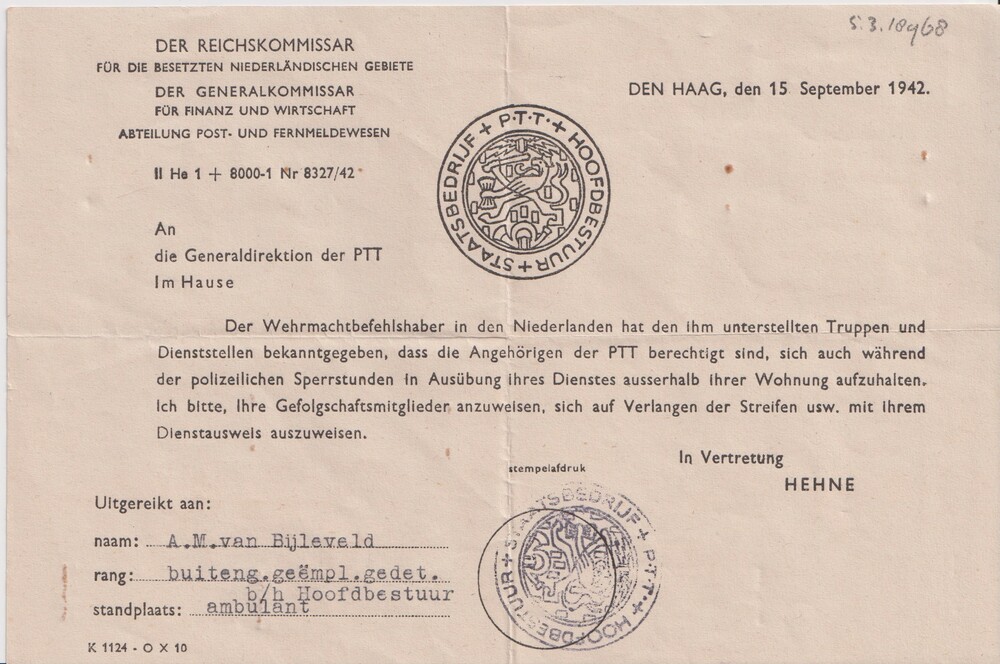 5.3.18968
DER REICHSKOMMISSAR
FÜR DIE BESETZTEN NIEDERLÄNDISCHEN GEBIETE
DER GENERALKOMMISSAR
FÜR FINANZ UND WIRTSCHAFT
ABTEILUNG POST- UND FERNMELDEWESEN
II He 1 + 8000-1 Nr 8327/42
DEN HAAG, den 15 September 1942.
STAATSBEDRIJF + P·T·T· + HOOFDBESTUUR +
An
die Generaldirektion der PTT
Im Hause
Der Wehrmachtbefehlshaber in den Niederlanden hat den ihm unterstellten Truppen und
Dienststellen bekanntgegeben, dass die Angehörigen der PTT berechtigt sind, sich auch während
der polizeilichen Sperrstunden in Ausübung ihres Dienstes ausserhalb ihrer Wohnung aufzuhalten.
Ich bitte, Ihre Gefolgschaftsmitglieder anzuweisen, sich auf Verlangen der Streifen usw. mit ihrem
Dienstausweis auszuweisen.
In Vertretung
HEHNE
stempelafdruk
STAATSBEDRIJF + P·T·T· + HOOFDBESTUUR +
Uitgereikt aan:
naam: A.M.van Bijleveld
rang: buiteng.geëmpl.gedet.
b/h Hoofdbestuur
standplaats: ambulant
K 1124 - O X 10